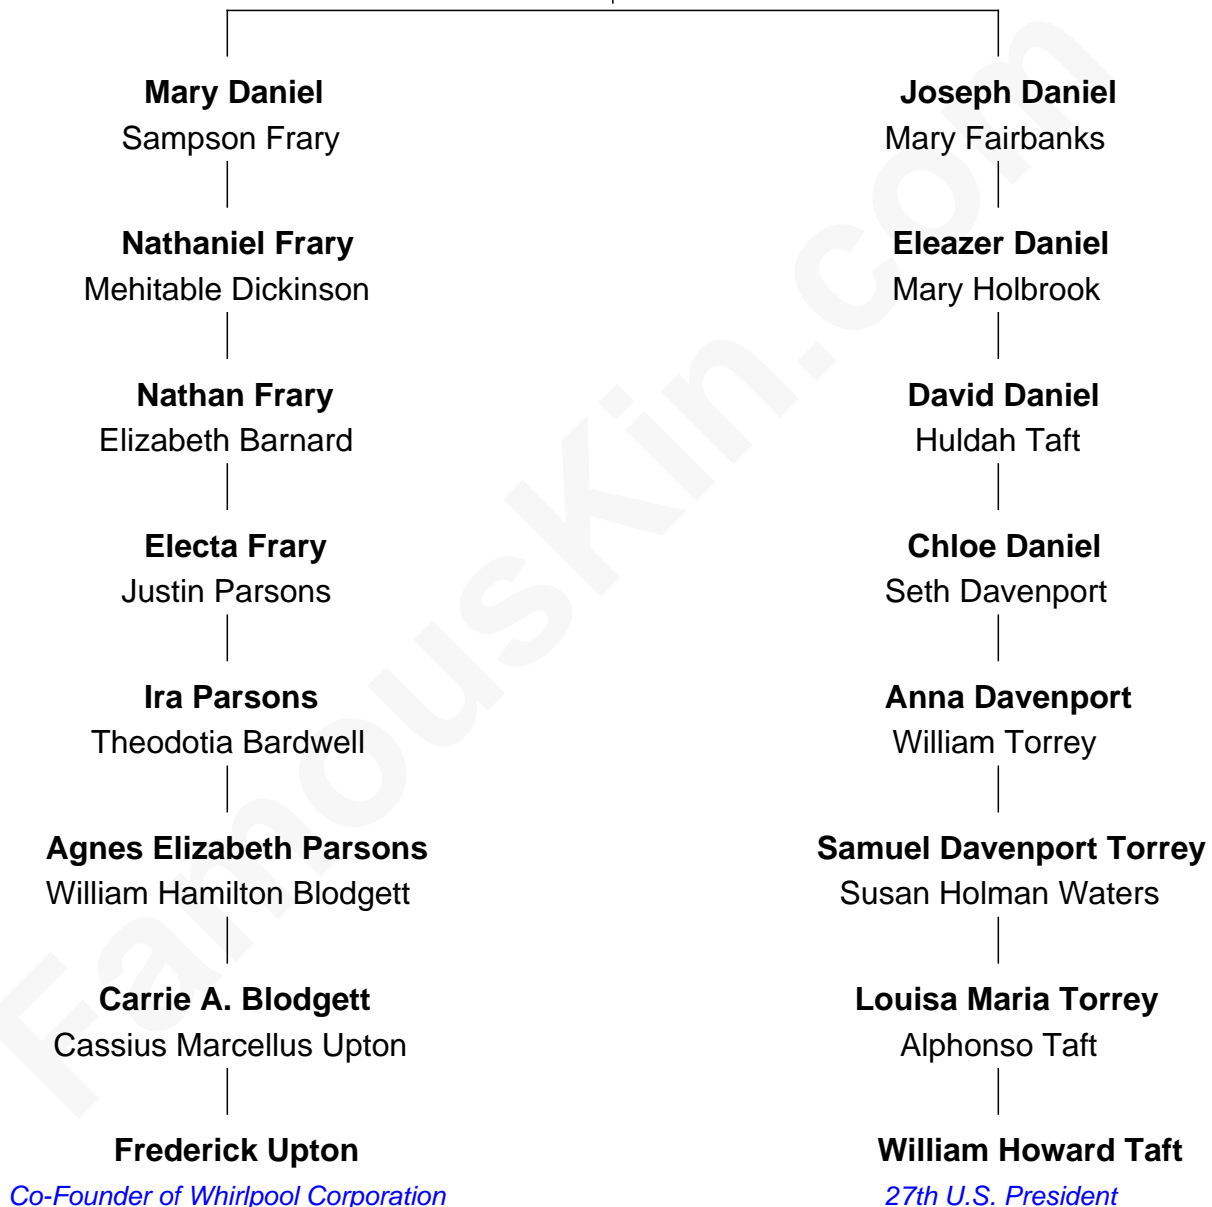 Mary Daniel
Sampson Frary
Joseph Daniel
Mary Fairbanks
Nathaniel Frary
Mehitable Dickinson
Eleazer Daniel
Mary Holbrook
Nathan Frary
Elizabeth Barnard
David Daniel
Huldah Taft
Electa Frary
Justin Parsons
Chloe Daniel
Seth Davenport
Ira Parsons
Theodotia Bardwell
Anna Davenport
William Torrey
Agnes Elizabeth Parsons
William Hamilton Blodgett
Samuel Davenport Torrey
Susan Holman Waters
Carrie A. Blodgett
Cassius Marcellus Upton
Louisa Maria Torrey
Alphonso Taft
Frederick Upton
Co-Founder of Whirlpool Corporation
William Howard Taft
27th U.S. President
FamousKin.com